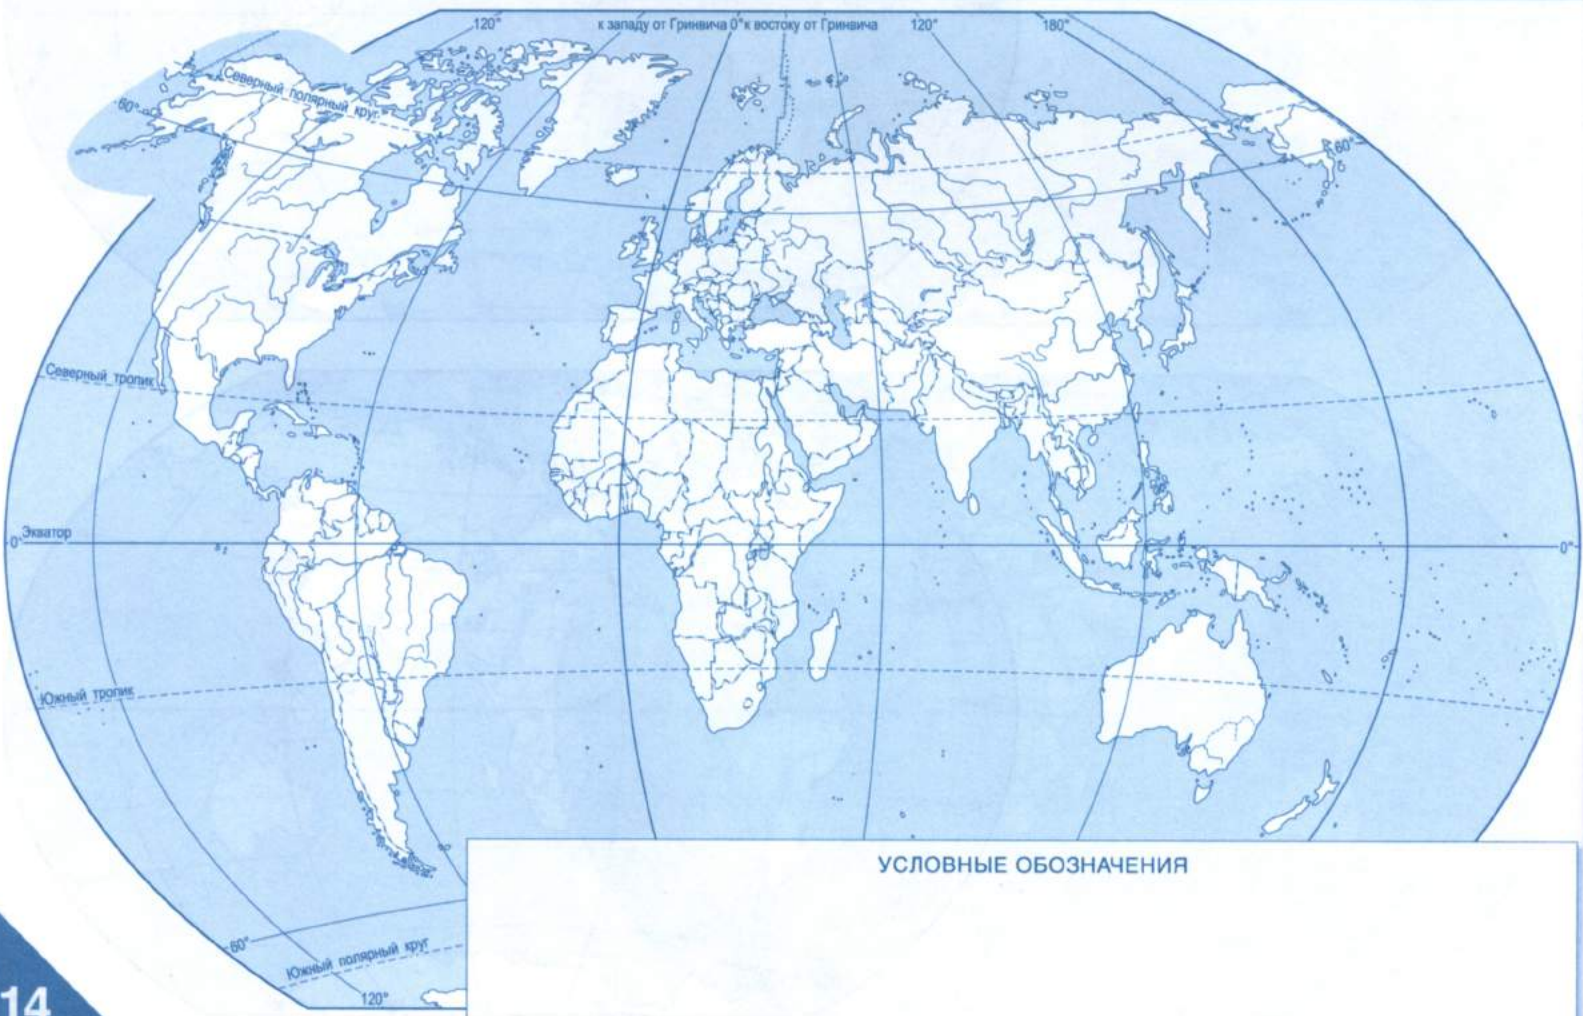 120°
к западу от Гринвича 0° к востоку от Гринвича
120°
180°
Северный полярный круг
60°
60°
Северный тропик
0° Экватор
0°
Южный тропик
УСЛОВНЫЕ ОБОЗНАЧЕНИЯ
60°
Южный полярный круг
120°
14